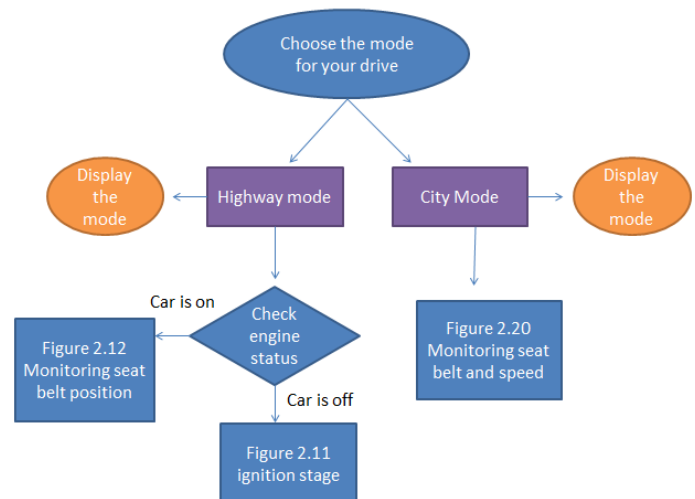 Choose the mode
for your drive
Display
the
mode
Highway mode
City Mode
Display
the
mode
Car is on
Check
engine
status
Figure 2.12
Monitoring seat
belt position
Figure 2.20
Monitoring seat
belt and speed
Car is off
Figure 2.11
ignition stage